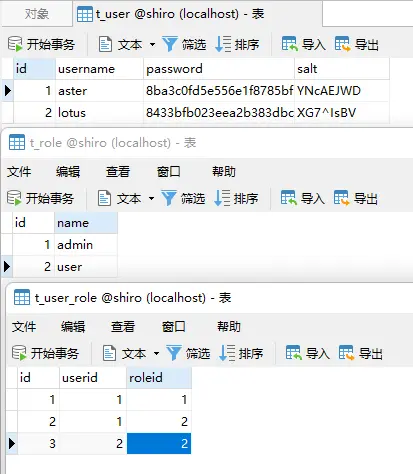 对象 t_user @shiro (localhost) - 表
开始事务 文本 筛选 排序 导入 导出
id username password salt
1 aster 8ba3c0fd5e556e1f8785bf YNcAEJWD
2 lotus 8433bfb023eea2b383dbc XG7^IsBV
t_role @shiro (localhost) - 表
文件 编辑 查看 窗口 帮助
开始事务 文本 筛选 排序
id name
1 admin
2 user
t_user_role @shiro (localhost) - 表
文件 编辑 查看 窗口 帮助
开始事务 文本 筛选 排序 导入 导出
id userid roleid
1 1 1
2 1 2
3 2 2